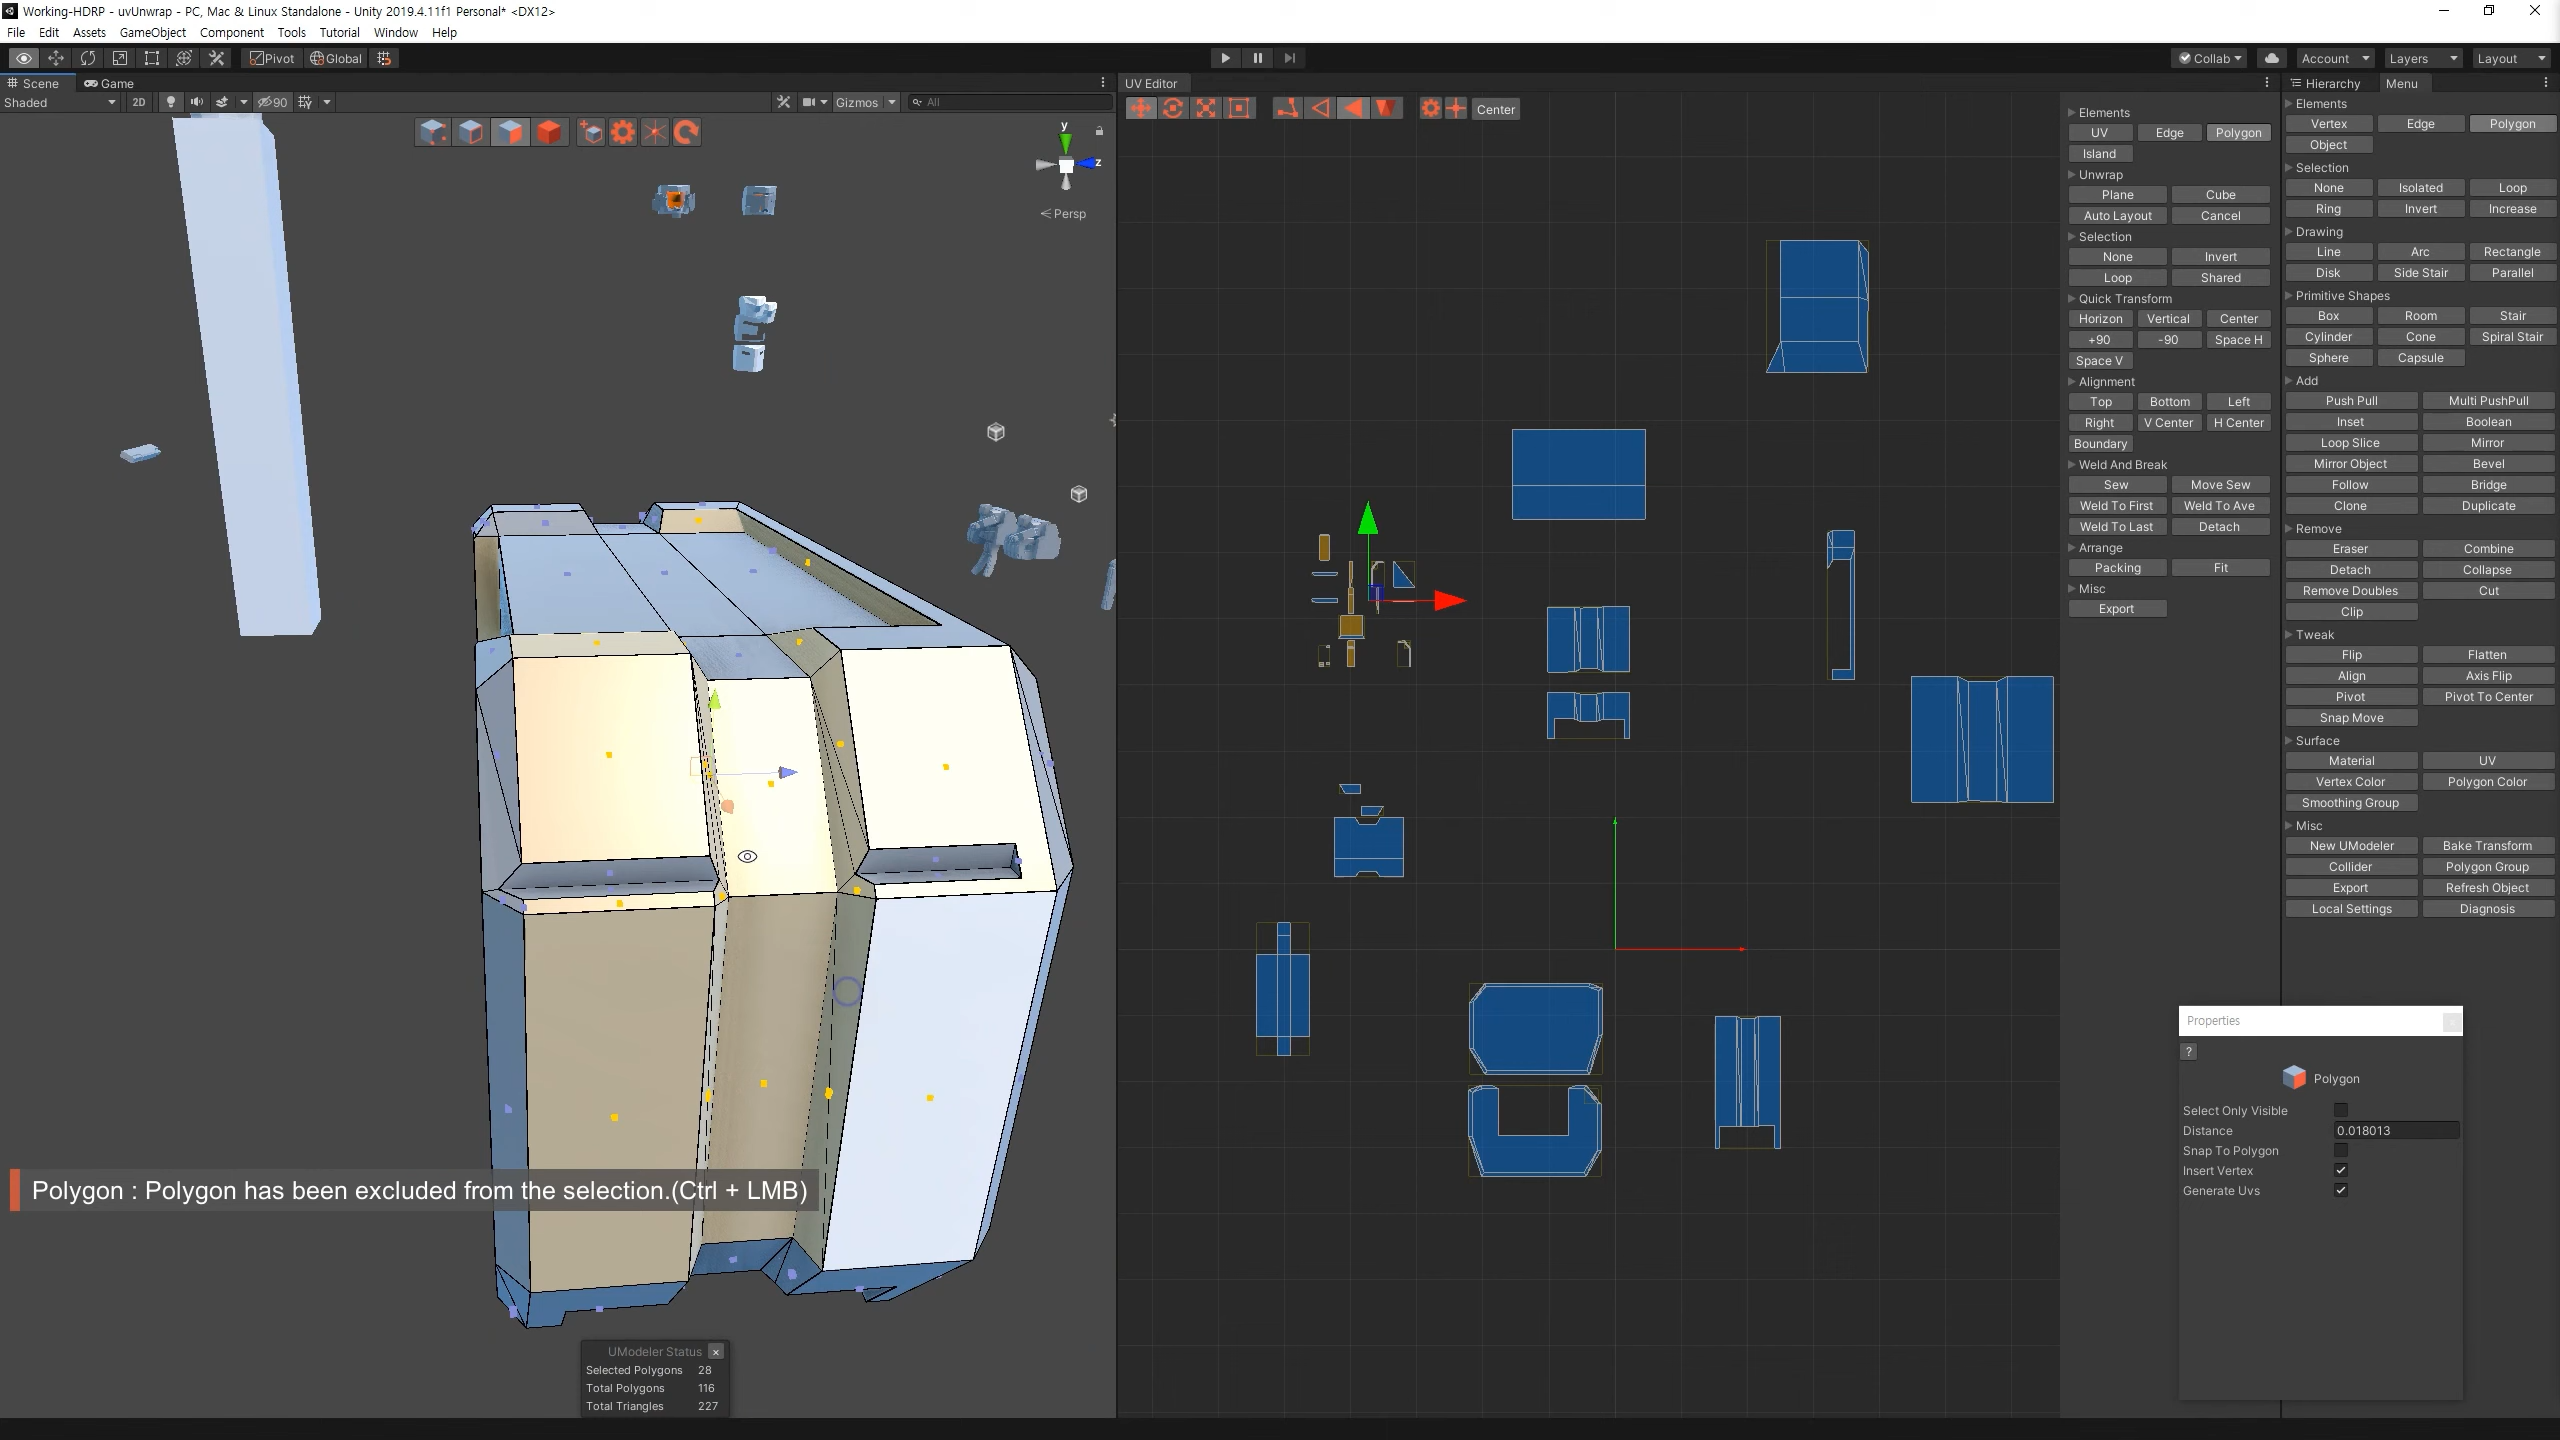 Working-HDRP - uvUnwrap - PC, Mac & Linux Standalone - Unity 2019.4.11f1 Personal* <DX12>
File Edit Assets GameObject Component Tools Tutorial Window Help
Pivot Global Collab Account Layers Layout
Scene Game
Shaded 2D 90 Gizmos All
y
z
Persp
UV Editor
Center
Elements
UV Edge Polygon
Island
Unwrap
Plane Cube
Auto Layout Cancel
Selection
None Invert
Loop Shared
Quick Transform
Horizon Vertical Center
+90 -90 Space H
Space V
Alignment
Top Bottom Left
Right V Center H Center
Boundary
Weld And Break
Sew Move Sew
Weld To First Weld To Ave
Weld To Last Detach
Arrange
Packing Fit
Misc
Export
Hierarchy Menu
Elements
Vertex Edge Polygon
Object
Selection
None Isolated Loop
Ring Invert Increase
Drawing
Line Arc Rectangle
Disk Side Stair Parallel
Primitive Shapes
Box Room Stair
Cylinder Cone Spiral Stair
Sphere Capsule
Add
Push Pull Multi PushPull
Inset Boolean
Loop Slice Mirror
Mirror Object Bevel
Follow Bridge
Clone Duplicate
Remove
Eraser Combine
Detach Collapse
Remove Doubles Cut
Clip
Tweak
Flip Flatten
Align Axis Flip
Pivot Pivot To Center
Snap Move
Surface
Material UV
Vertex Color Polygon Color
Smoothing Group
Misc
New UModeler Bake Transform
Collider Polygon Group
Export Refresh Object
Local Settings Diagnosis
Properties
?
Polygon
Select Only Visible
Distance 0.018013
Snap To Polygon
Insert Vertex
Generate Uvs
Polygon : Polygon has been excluded from the selection.(Ctrl + LMB)
UModeler Status
Selected Polygons 28
Total Polygons 116
Total Triangles 227